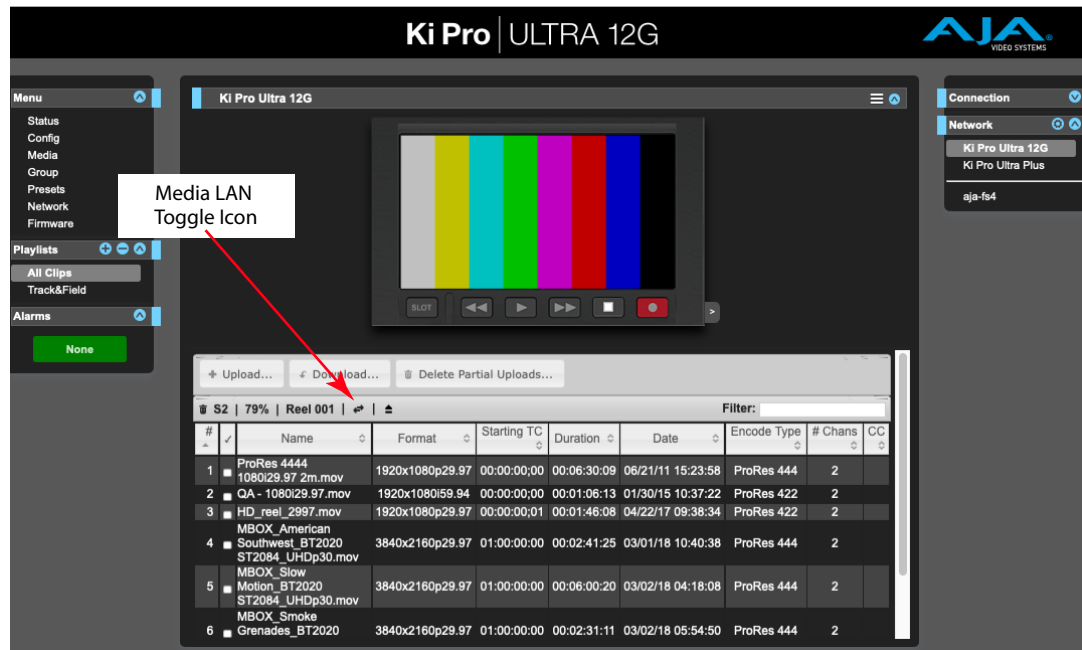 Ki Pro | ULTRA 12G
AJA
VIDEO SYSTEMS
Menu
Status
Config
Media
Group
Presets
Network
Firmware
Playlists
All Clips
Track&Field
Alarms
None
Media LAN
Toggle Icon
Ki Pro Ultra 12G
SLOT
>
Connection
Network
Ki Pro Ultra 12G
Ki Pro Ultra Plus
aja-fs4
+ Upload... Download... Delete Partial Uploads...
S2 | 79% | Reel 001 | | Filter:
# ✓ Name Format Starting TC Duration Date Encode Type # Chans CC
1 ProRes 4444 1080i29.97 2m.mov 1920x1080p29.97 00:00:00;00 00:06:30:09 06/21/11 15:23:58 ProRes 444 2
2 QA - 1080i29.97.mov 1920x1080i59.94 00:00:00;00 00:01:06:13 01/30/15 10:37:22 ProRes 422 2
3 HD_reel_2997.mov 1920x1080p29.97 00:00:00;01 00:01:46:08 04/22/17 09:38:34 ProRes 422 2
4 MBOX_American Southwest_BT2020 ST2084_UHDp30.mov 3840x2160p29.97 01:00:00:00 00:02:41:25 03/01/18 10:40:38 ProRes 444 2
5 MBOX_Slow Motion_BT2020 ST2084_UHDp30.mov 3840x2160p29.97 01:00:00:00 00:06:00:20 03/02/18 04:18:08 ProRes 444 2
6 MBOX_Smoke Grenades_BT2020 3840x2160p29.97 01:00:00:00 00:02:31:11 03/02/18 05:54:50 ProRes 444 2